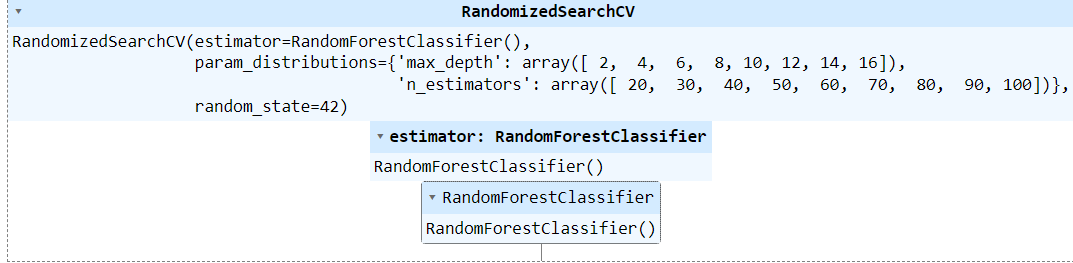 RandomizedSearchCV
RandomizedSearchCV(estimator=RandomForestClassifier(),
                   param_distributions={'max_depth': array([ 2,  4,  6,  8, 10, 12, 14, 16]),
                                        'n_estimators': array([ 20,  30,  40,  50,  60,  70,  80,  90, 100])},
                   random_state=42)
estimator: RandomForestClassifier
RandomForestClassifier()
RandomForestClassifier
RandomForestClassifier()